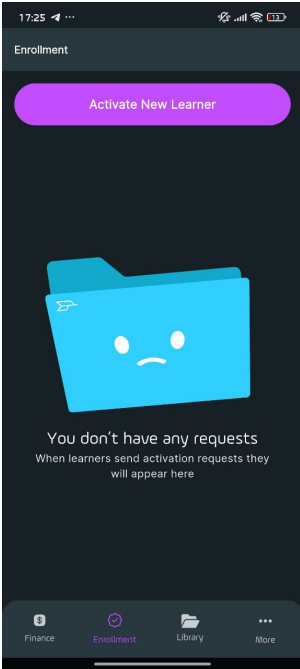 17:25
13
Enrollment
Activate New Learner
You don't have any requests
When learners send activation requests they
will appear here
Finance
Enrollment
Library
More